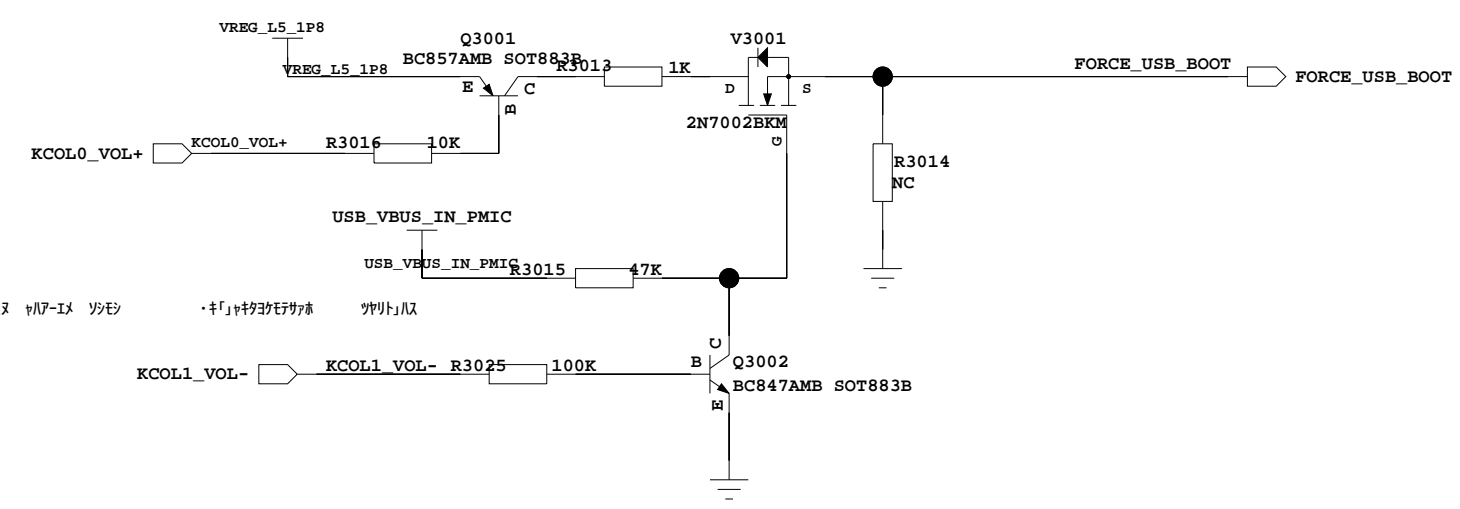 VREG_L5_1P8
Q3001
V3001
BC857AMB SOT883B
VREG_L5_1P8
R3013
1K
FORCE_USB_BOOT
FORCE_USB_BOOT
E
C
B
D
S
2N7002BKM
G
KCOL0_VOL+
KCOL0_VOL+
R3016
10K
R3014
NC
USB_VBUS_IN_PMIC
USB_VBUS_IN_PMIC
R3015
47K
KCOL1_VOL-
KCOL1_VOL-
R3025
100K
B
C
Q3002
BC847AMB SOT883B
E